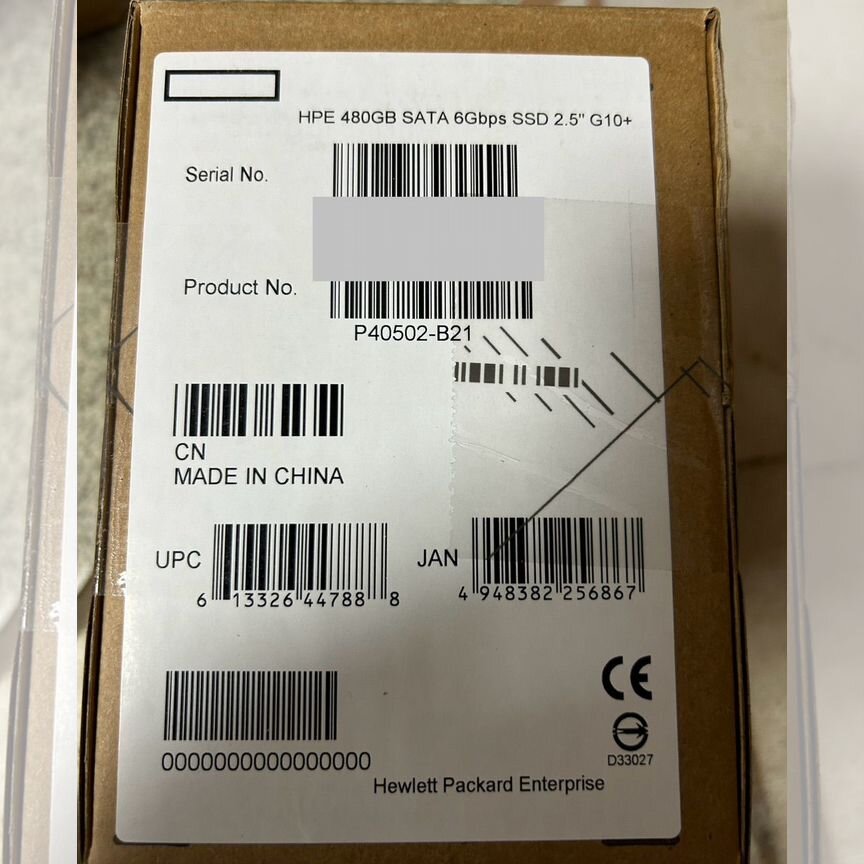 HPE 480GB SATA 6Gbps SSD 2.5" G10+
Serial No.
Product No.
P40502-B21
CN
MADE IN CHINA
UPC
6 13326 44788 8
JAN
4 948382 256867
CE
D33027
0000000000000000
Hewlett Packard Enterprise